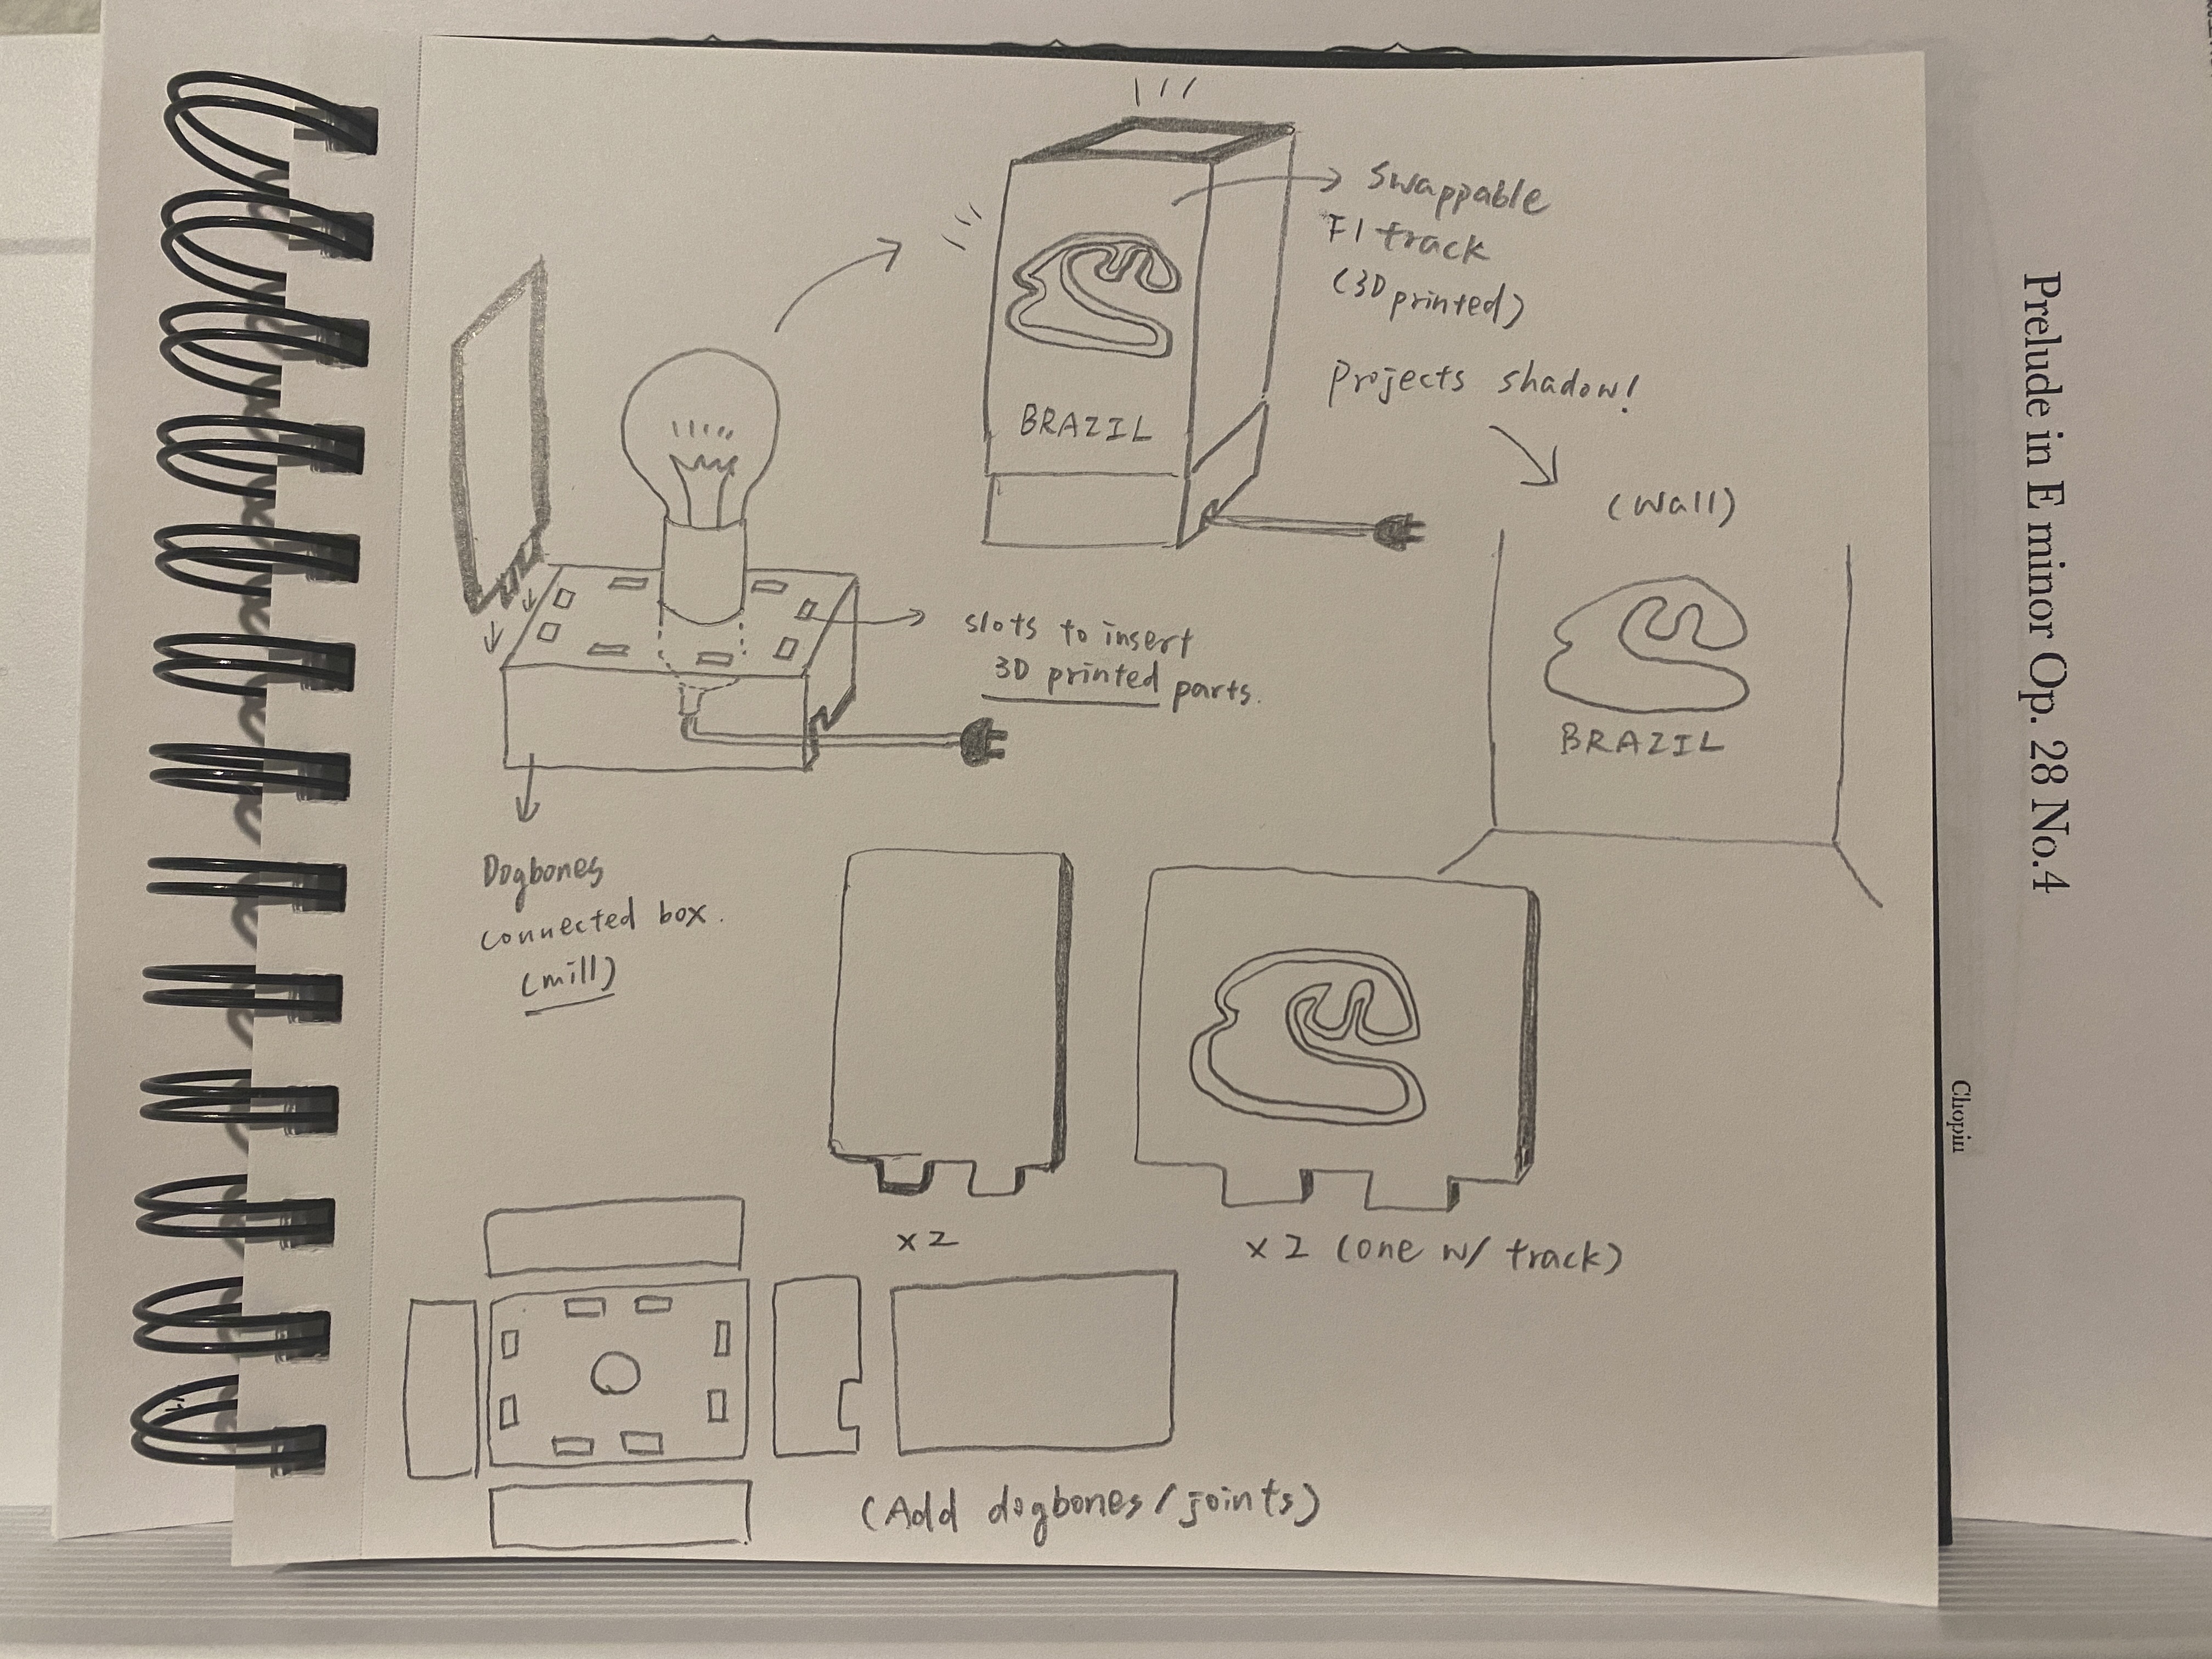 Swappable
F1 track
(3D printed)
Projects shadow!
BRAZIL
(wall)
BRAZIL
slots to insert
3D printed parts.
Dogbones
connected box.
(mill)
x2
x2 (one w/ track)
(Add dogbones/joints)
Prelude in E minor Op. 28 No.4
Chopin